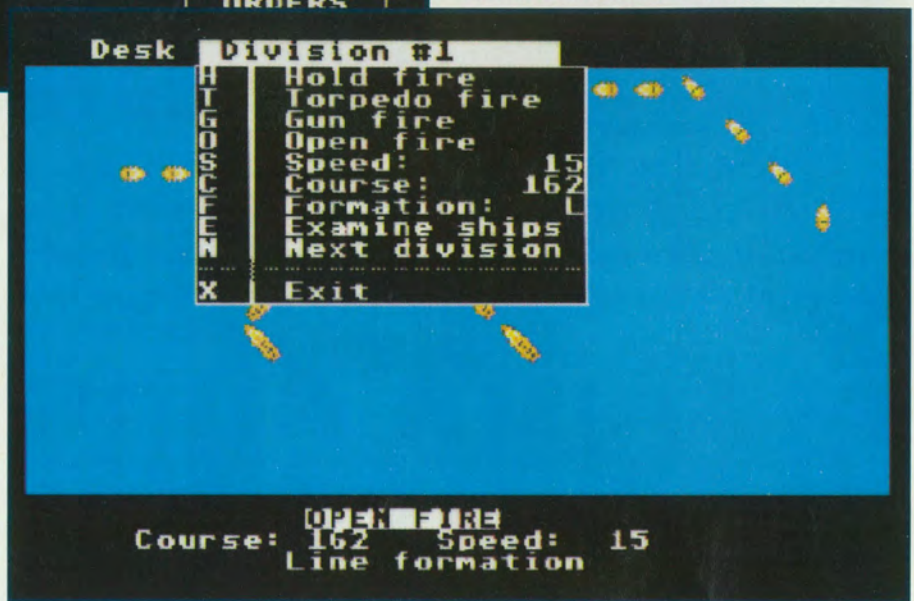 ORDERS
Desk Division #1
H Hold fire
T Torpedo fire
G Gun fire
O Open fire
S Speed: 15
C Course: 162
F Formation: L
E Examine ships
N Next division
X Exit
OPEN FIRE
Course: 162 Speed: 15
Line formation